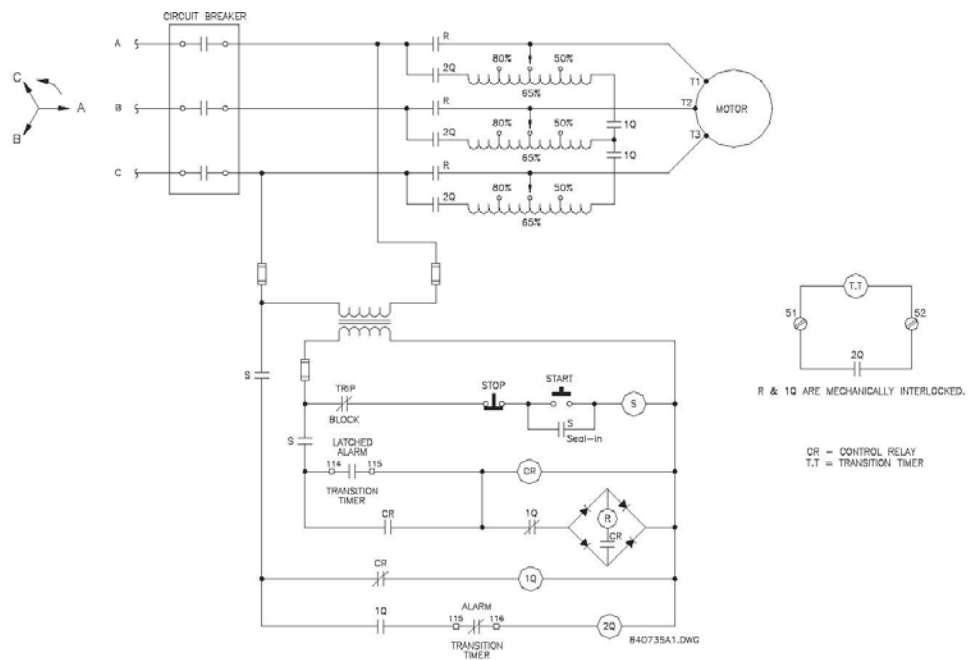 CIRCUIT BREAKER
A
B
C
C
A
B
R
2Q
80%
50%
65%
R
2Q
80%
50%
65%
R
2Q
80%
50%
65%
1Q
1Q
T1
T2
T3
MOTOR
S
TRIP
BLOCK
STOP
START
S
S
Seal-in
S
LATCHED
ALARM
114
115
TRANSITION
TIMER
CR
CR
1Q
R
CR
CR
1Q
1Q
ALARM
115
116
TRANSITION
TIMER
2Q
840735A1.DWG
T.T
51
52
2Q
R & 1Q ARE MECHANICALLY INTERLOCKED.
CR - CONTROL RELAY
T.T = TRANSITION TIMER